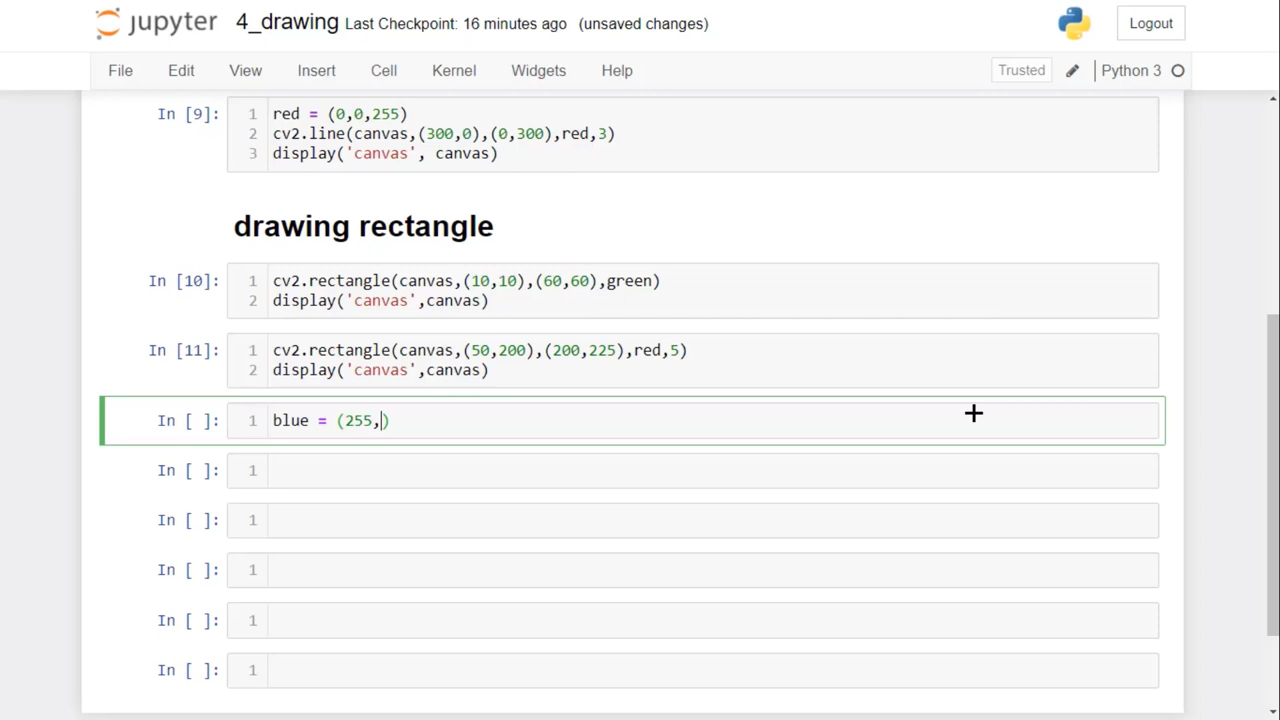 jupyter 4_drawing Last Checkpoint: 16 minutes ago (unsaved changes) Logout
File Edit View Insert Cell Kernel Widgets Help Trusted Python 3
In [9]: 1 red = (0,0,255)
2 cv2.line(canvas,(300,0),(0,300),red,3)
3 display('canvas', canvas)
drawing rectangle
In [10]: 1 cv2.rectangle(canvas,(10,10),(60,60),green)
2 display('canvas',canvas)
In [11]: 1 cv2.rectangle(canvas,(50,200),(200,225),red,5)
2 display('canvas',canvas)
In [ ]: 1 blue = (255,)
In [ ]: 1
In [ ]: 1
In [ ]: 1
In [ ]: 1
In [ ]: 1